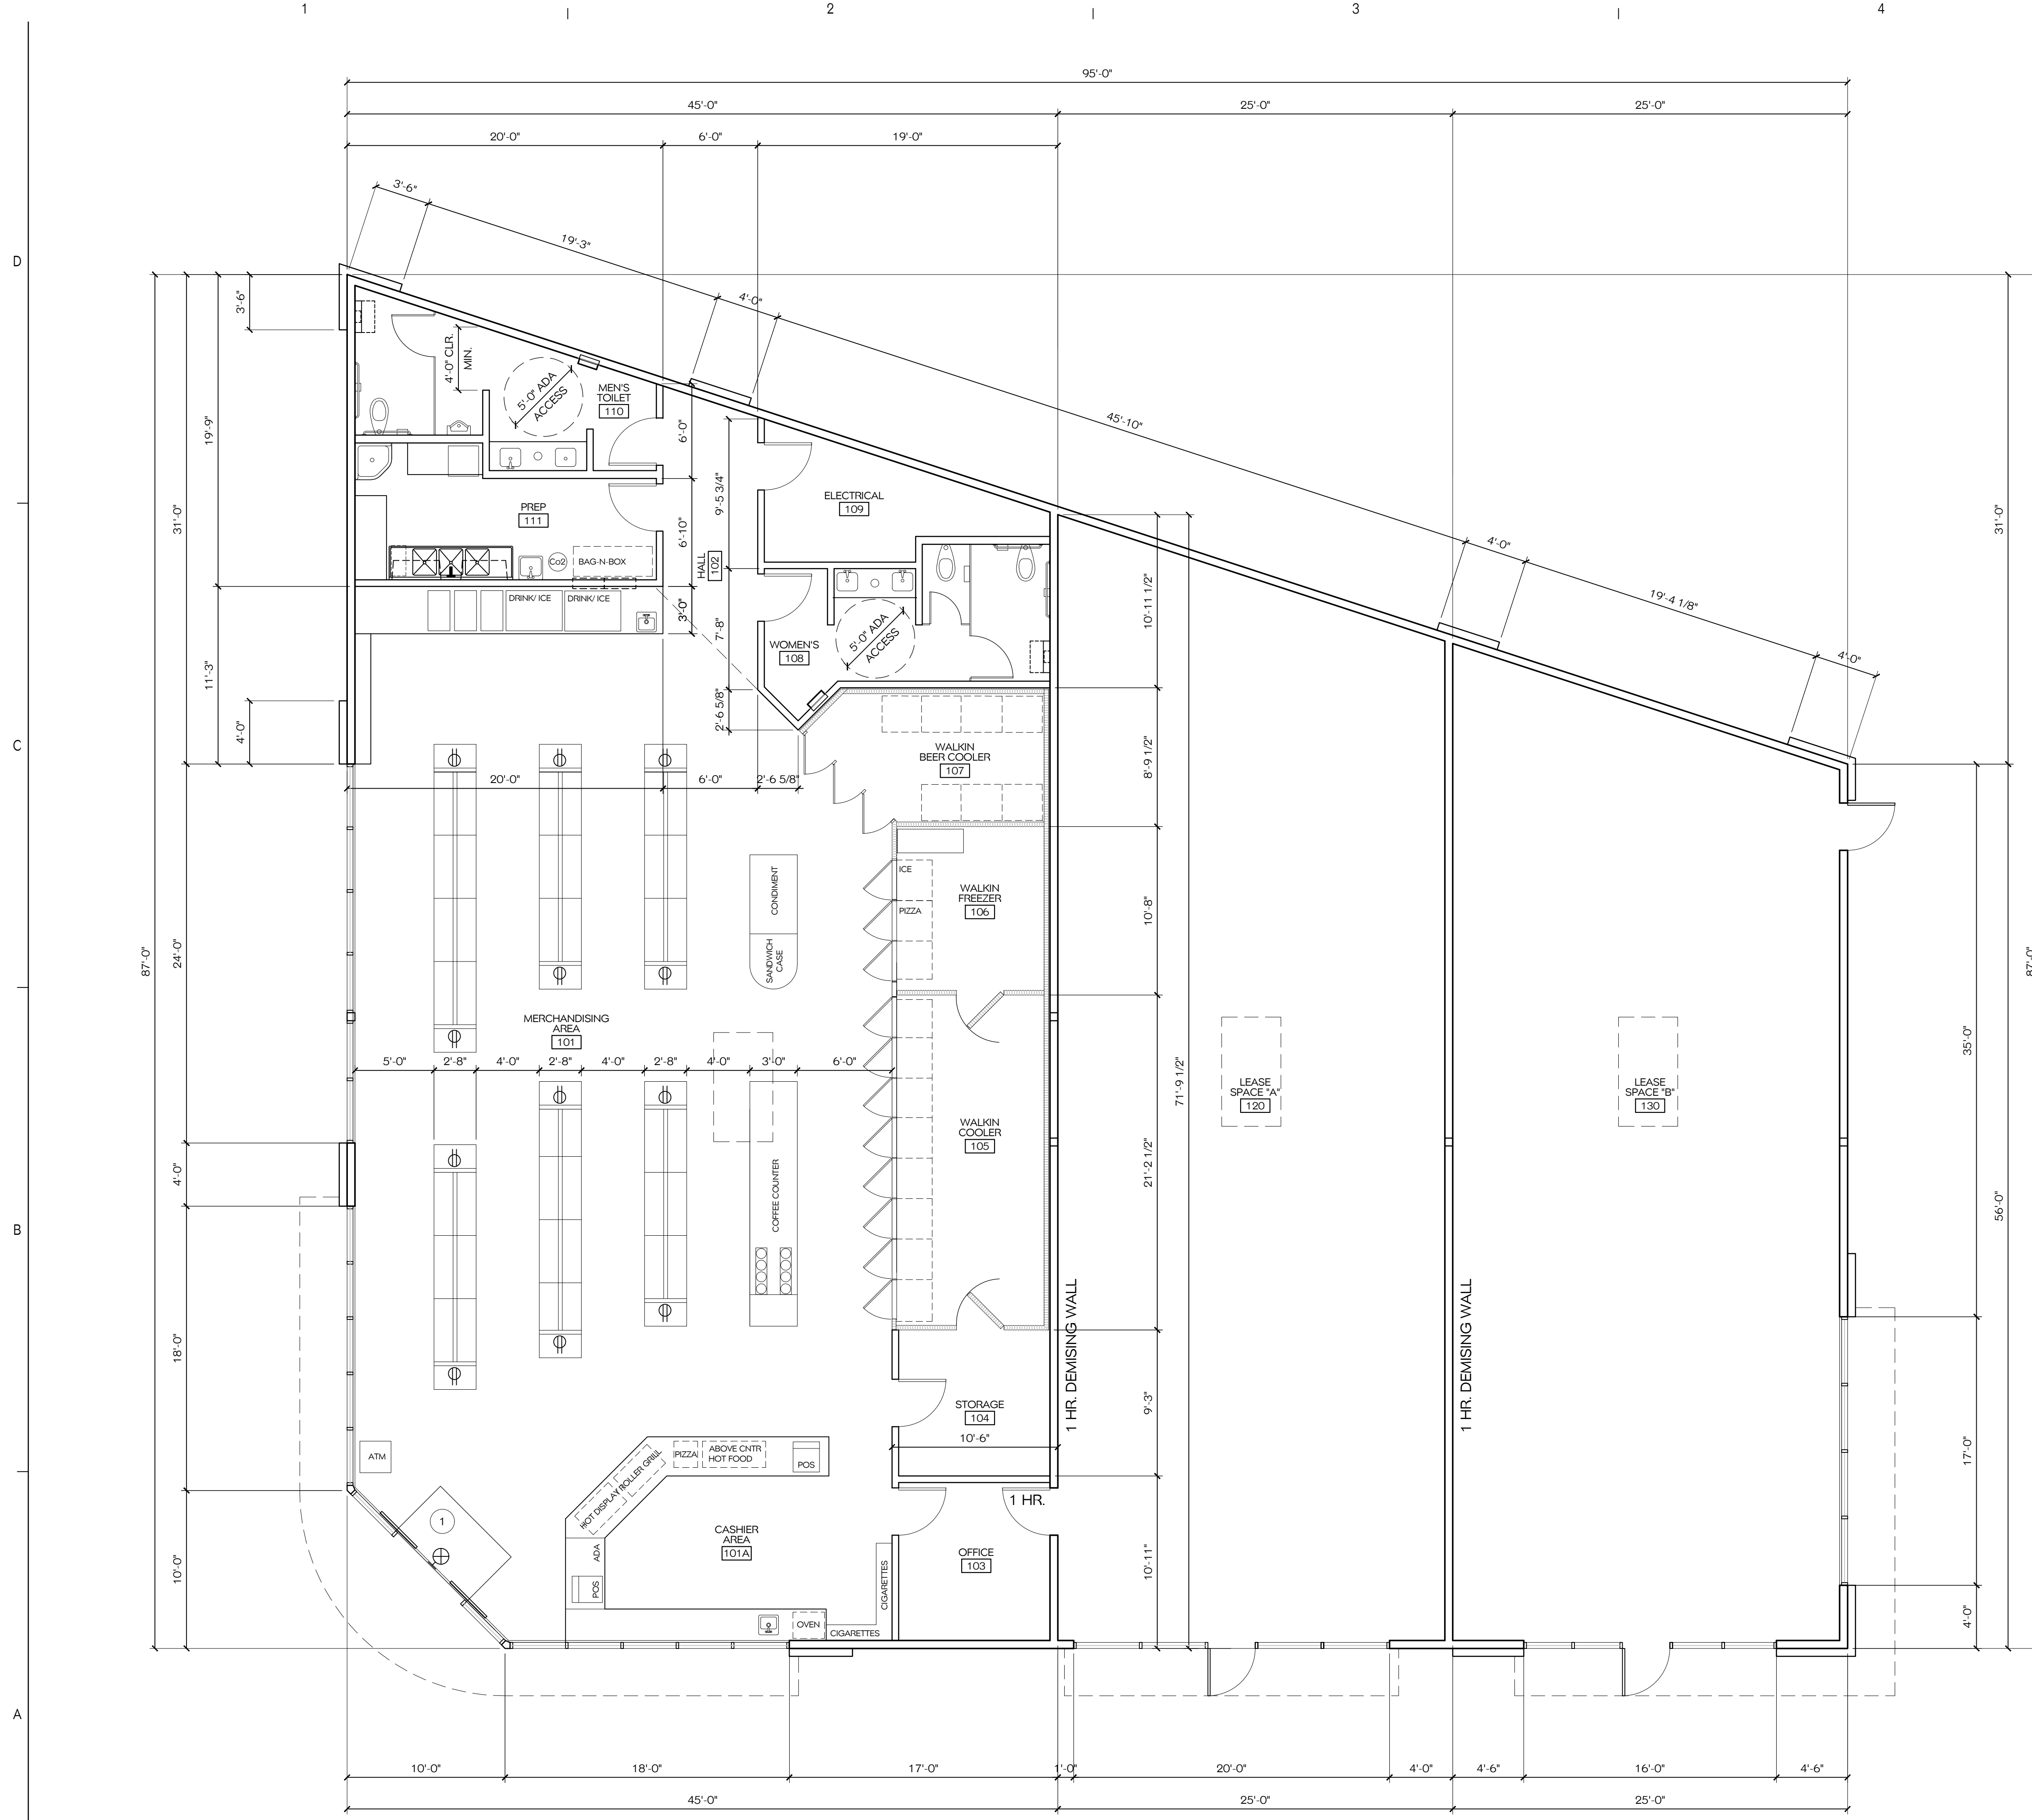 1
2
3
4
95'-0"
45'-0"
25'-0"
25'-0"
20'-0"
6'-0"
19'-0"
3'-6"
19'-3"
4'-0"
45'-10"
4'-0"
19'-4 1/8"
4'-0"
D
C
B
A
3'-6"
19'-9"
31'-0"
11'-3"
4'-0"
87'-0"
24'-0"
4'-0"
18'-0"
10'-0"
4'-0" CLR.
MIN.
5'-0" ADA
ACCESS
MEN'S
TOILET
110
6'-0"
6'-10"
3'-0"
9'-5 3/4"
7'-8"
2'-6 5/8"
HALL
102
PREP
111
Co2
BAG-N-BOX
DRINK/ ICE
DRINK/ ICE
ELECTRICAL
109
WOMEN'S
108
5'-0" ADA
ACCESS
10'-11 1/2"
8'-9 1/2"
10'-8"
21'-2 1/2"
9'-3"
10'-11"
71'-9 1/2"
WALKIN
BEER COOLER
107
20'-0"
6'-0"
2'-6 5/8"
CONDIMENT
SANDWICH
CASE
ICE
PIZZA
WALKIN
FREEZER
106
MERCHANDISING
AREA
101
5'-0"
2'-8"
4'-0"
2'-8"
4'-0"
2'-8"
4'-0"
3'-0"
6'-0"
WALKIN
COOLER
105
COFFEE COUNTER
LEASE
SPACE "A"
120
LEASE
SPACE "B"
130
1 HR. DEMISING WALL
1 HR. DEMISING WALL
STORAGE
104
10'-6"
1 HR.
ATM
1
HOT DISPLAY
ROLLER GRILL
PIZZA
ABOVE CNTR
HOT FOOD
POS
ADA
POS
CASHIER
AREA
101A
OFFICE
103
CIGARETTES
OVEN
CIGARETTES
31'-0"
87'-0"
35'-0"
56'-0"
17'-0"
4'-0"
10'-0"
18'-0"
17'-0"
1'-0"
20'-0"
4'-0"
4'-6"
16'-0"
4'-6"
45'-0"
25'-0"
25'-0"